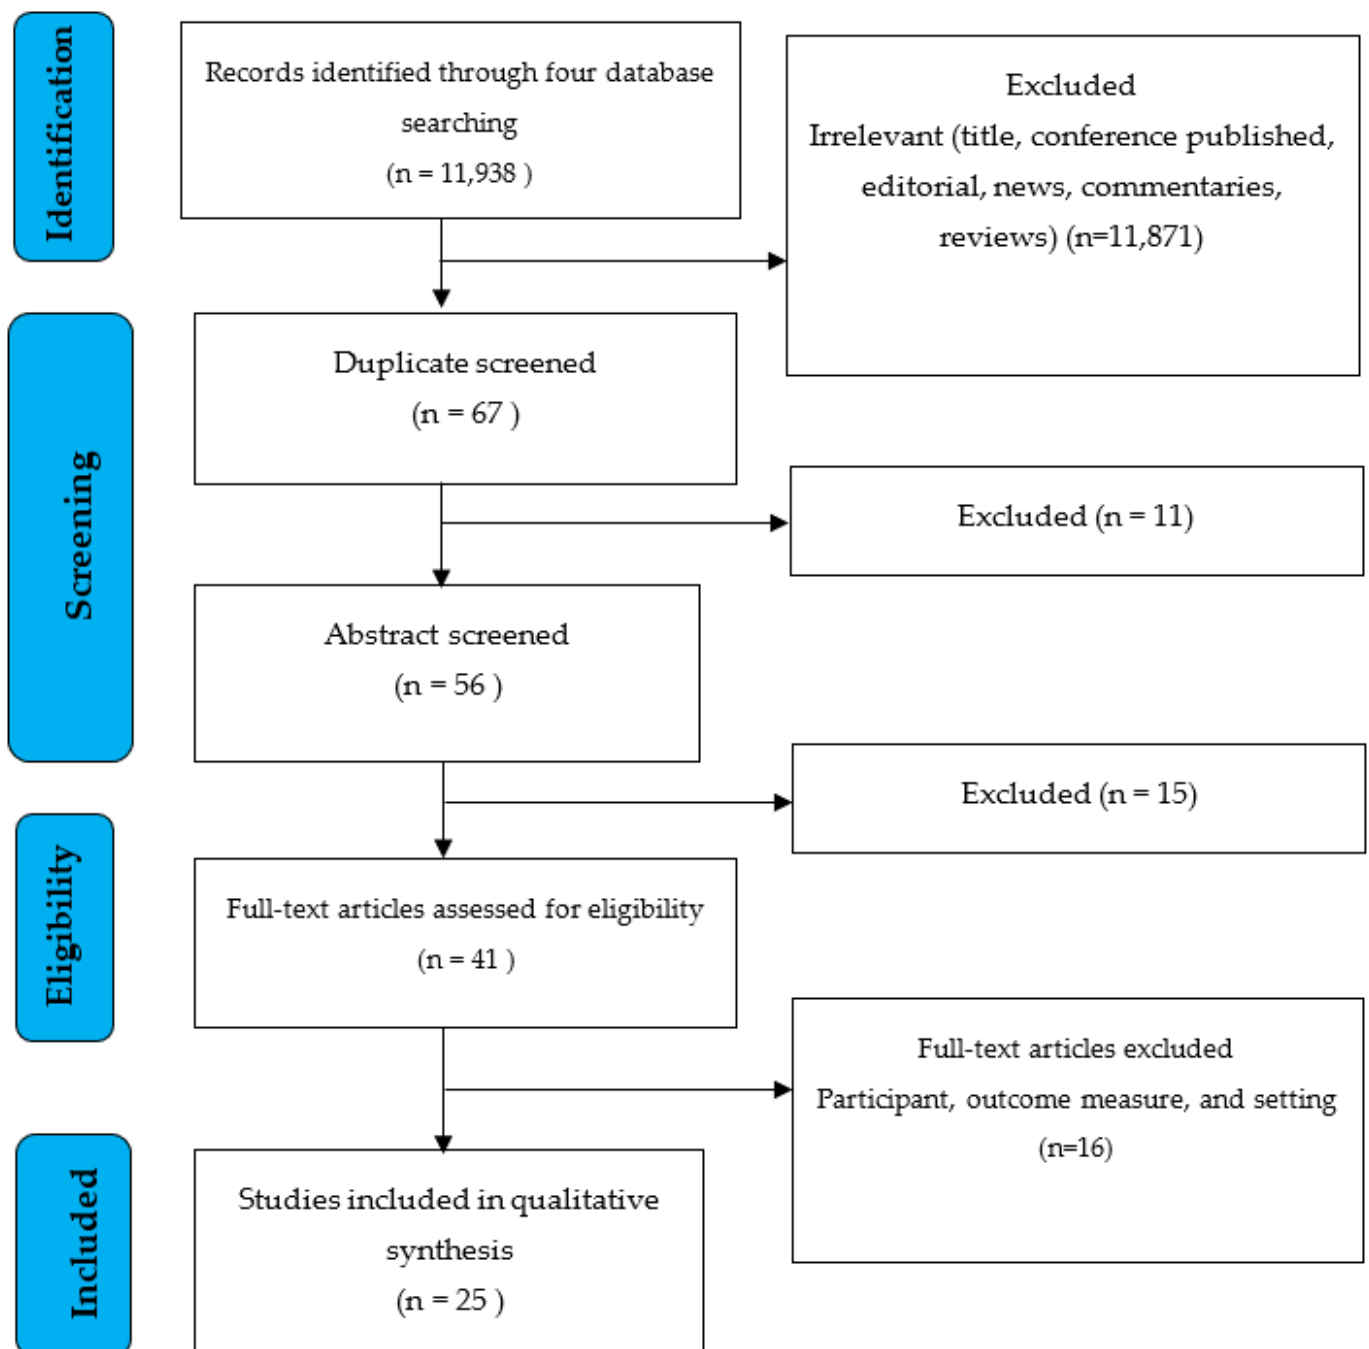 Identification
Records identified through four database
searching
(n = 11,938 )
Excluded
Irrelevant (title, conference published,
editorial, news, commentaries,
reviews) (n=11,871)
Screening
Duplicate screened
(n = 67 )
Excluded (n = 11)
Abstract screened
(n = 56 )
Excluded (n = 15)
Eligibility
Full-text articles assessed for eligibility
(n = 41 )
Full-text articles excluded
Participant, outcome measure, and setting
(n=16)
Included
Studies included in qualitative
synthesis
(n = 25 )